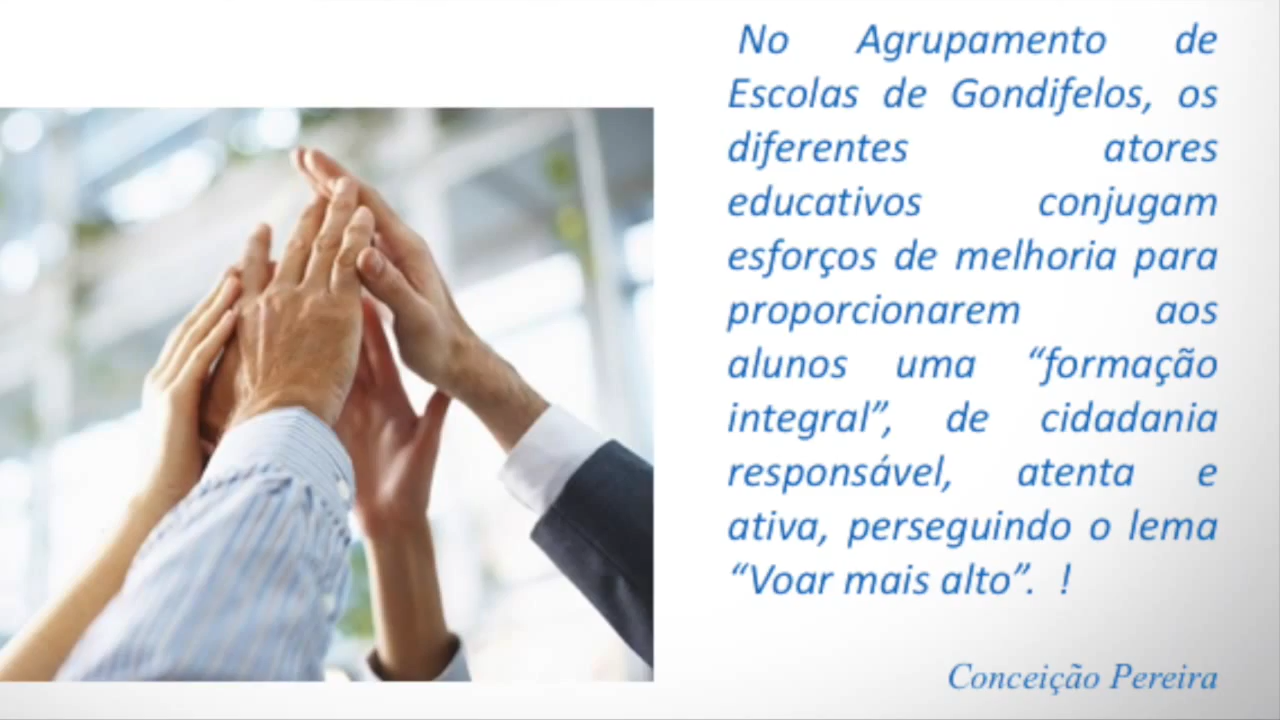 No Agrupamento de
Escolas de Gondifelos, os
diferentes atores
educativos conjugam
esforços de melhoria para
proporcionarem aos
alunos uma “formação
integral”, de cidadania
responsável, atenta e
ativa, perseguindo o lema
“Voar mais alto”. !
Conceição Pereira